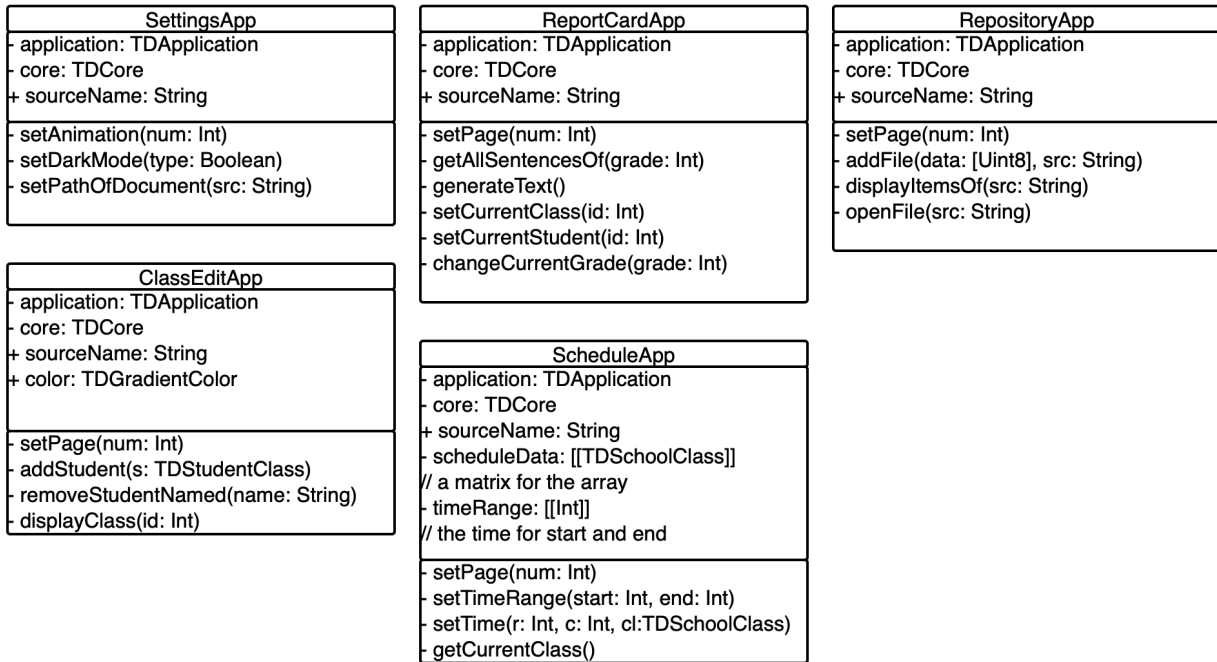 SettingsApp
- application: TDApplication
- core: TDCore
+ sourceName: String
- setAnimation(num: Int)
- setDarkMode(type: Boolean)
- setPathOfDocument(src: String)
ClassEditApp
- application: TDApplication
- core: TDCore
+ sourceName: String
+ color: TDGradientColor
- setPage(num: Int)
- addStudent(s: TDStudentClass)
- removeStudentNamed(name: String)
- displayClass(id: Int)
ReportCardApp
- application: TDApplication
- core: TDCore
+ sourceName: String
- setPage(num: Int)
- getAllSentencesOf(grade: Int)
- generateText()
- setCurrentClass(id: Int)
- setCurrentStudent(id: Int)
- changeCurrentGrade(grade: Int)
ScheduleApp
- application: TDApplication
- core: TDCore
+ sourceName: String
- scheduleData: [[TDSchoolClass]]
// a matrix for the array
- timeRange: [[Int]]
// the time for start and end
- setPage(num: Int)
- setTimeRange(start: Int, end: Int)
- setTime(r: Int, c: Int, cl:TDSchoolClass)
- getCurrentClass()
RepositoryApp
- application: TDApplication
- core: TDCore
+ sourceName: String
- setPage(num: Int)
- addFile(data: [Uint8], src: String)
- displayItemsOf(src: String)
- openFile(src: String)